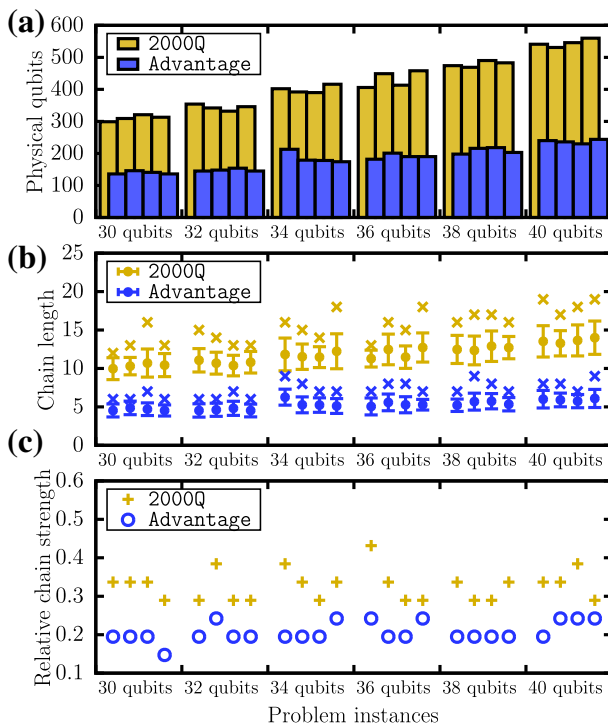 (a)
600
500
400
300
200
100
0
Physical qubits
2000Q
Advantage
30 qubits 32 qubits 34 qubits 36 qubits 38 qubits 40 qubits
(b)
25
20
15
10
5
0
Chain length
2000Q
Advantage
30 qubits 32 qubits 34 qubits 36 qubits 38 qubits 40 qubits
(c)
0.6
0.5
0.4
0.3
0.2
0.1
Relative chain strength
2000Q
Advantage
30 qubits 32 qubits 34 qubits 36 qubits 38 qubits 40 qubits
Problem instances